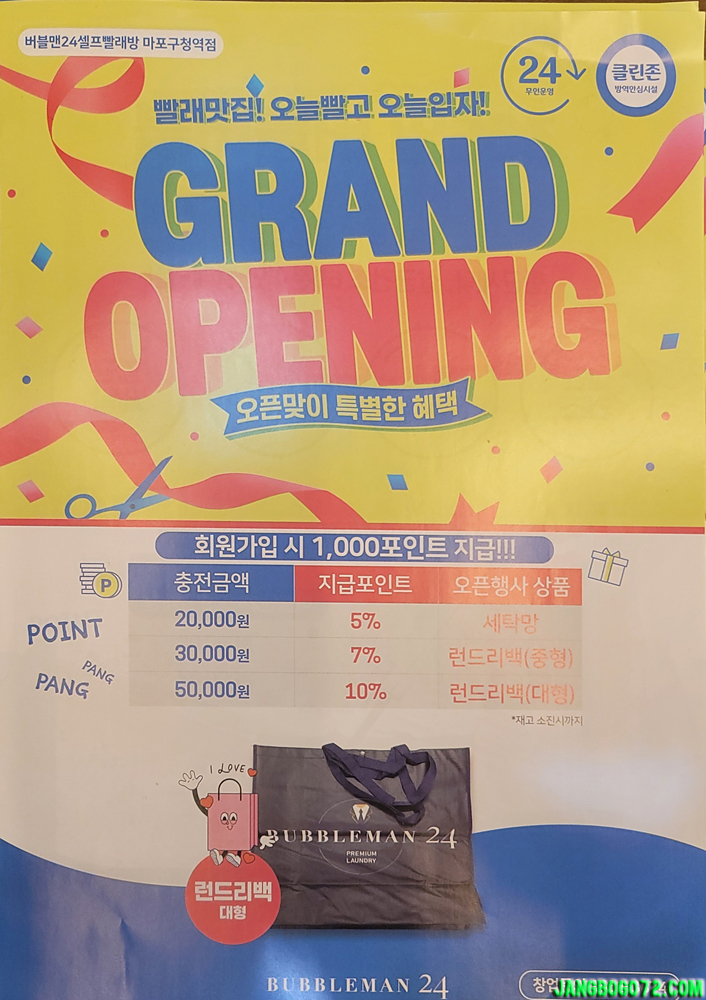 버블맨24셀프빨래방 마포구청역점
24
무인운영
클린존
방역안심시설
빨래맛집! 오늘빨고 오늘입자!!
GRAND
OPENING
오픈맞이 특별한 혜택
회원가입 시 1,000포인트 지급!!!
P
충전금액 지급포인트 오픈행사 상품
20,000원 5% 세탁망
30,000원 7% 런드리백(중형)
50,000원 10% 런드리백(대형)
*재고 소진시까지
POINT
PANG
PANG
I LOVE
BUBBLEMAN 24
PREMIUM
LAUNDRY
런드리백
대형
BUBBLEMAN 24
창업
JANGBOGO72.COM